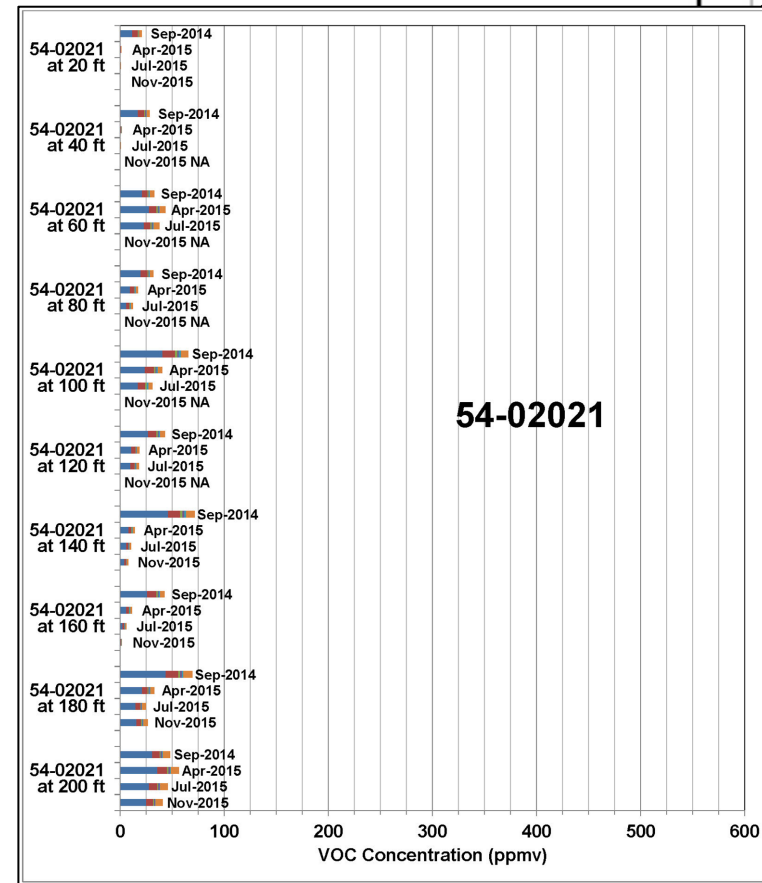 Sep-2014
54-02021
at 20 ft
Apr-2015
Jul-2015
Nov-2015
Sep-2014
54-02021
at 40 ft
Apr-2015
Jul-2015
Nov-2015 NA
Sep-2014
54-02021
at 60 ft
Apr-2015
Jul-2015
Nov-2015 NA
Sep-2014
54-02021
at 80 ft
Apr-2015
Jul-2015
Nov-2015 NA
Sep-2014
54-02021
at 100 ft
Apr-2015
Jul-2015
Nov-2015 NA
54-02021
Sep-2014
54-02021
at 120 ft
Apr-2015
Jul-2015
Nov-2015 NA
Sep-2014
54-02021
at 140 ft
Apr-2015
Jul-2015
Nov-2015
Sep-2014
54-02021
at 160 ft
Apr-2015
Jul-2015
Nov-2015
Sep-2014
54-02021
at 180 ft
Apr-2015
Jul-2015
Nov-2015
Sep-2014
54-02021
at 200 ft
Apr-2015
Jul-2015
Nov-2015
0 100 200 300 400 500 600
VOC Concentration (ppmv)